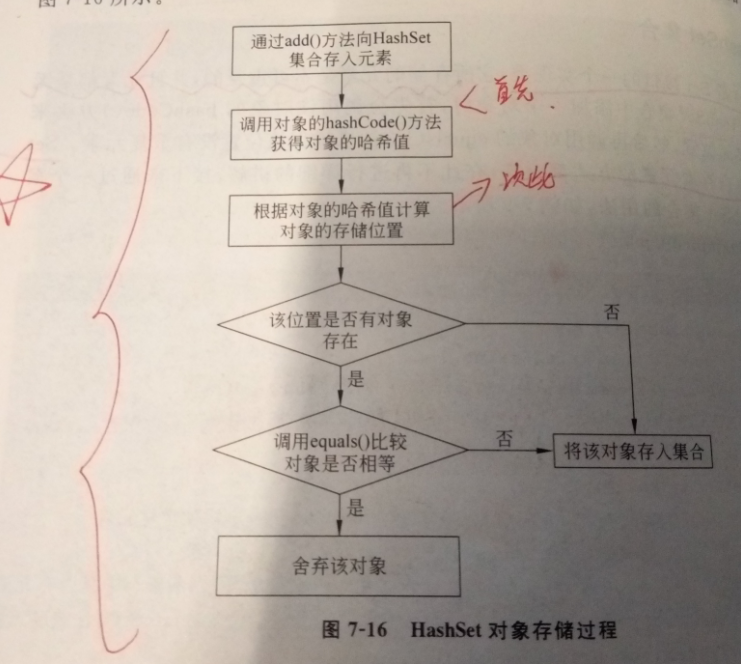 图 7-16 所示。
通过add()方法向HashSet
集合存入元素
首先.
调用对象的hashCode()方法
获得对象的哈希值
根据对象的哈希值计算
对象的存储位置
该位置是否有对象
存在
否
是
调用equals()比较
对象是否相等
否
将该对象存入集合
是
舍弃该对象
图 7-16 HashSet 对象存储过程